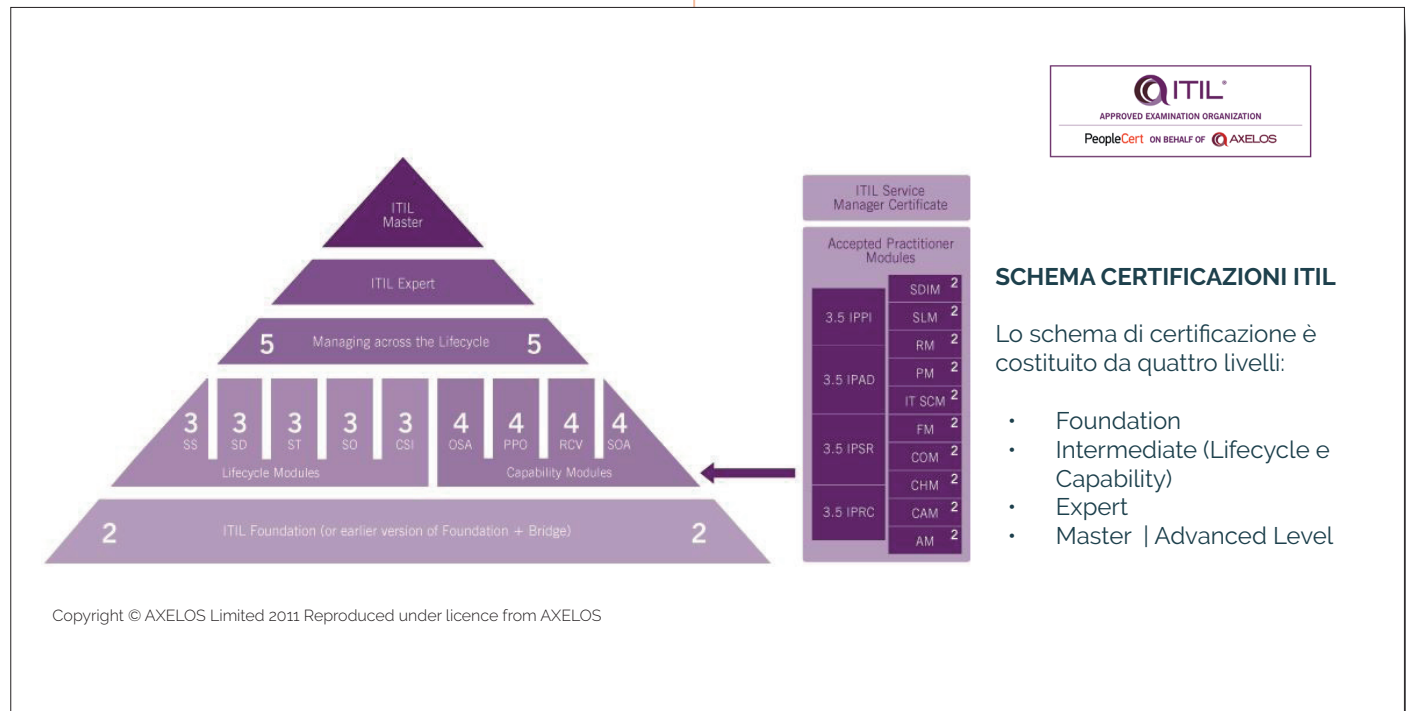 ITIL®
APPROVED EXAMINATION ORGANIZATION
PeopleCert ON BEHALF OF AXELOS
ITIL
Master
ITIL Expert
5 Managing across the Lifecycle 5
3 3 3 3 3 4 4 4 4
SS SD ST SO CSI OSA PPO RCV SOA
Lifecycle Modules Capability Modules
2 ITIL Foundation (or earlier version of Foundation + Bridge) 2
ITIL Service
Manager Certificate
Accepted Practitioner
Modules
3.5 IPPI
3.5 IPAD
3.5 IPSR
3.5 IPRC
SDIM 2
SLM 2
RM 2
PM 2
IT SCM 2
FM 2
COM 2
CHM 2
CAM 2
AM 2
SCHEMA CERTIFICAZIONI ITIL
Lo schema di certificazione è
costituito da quattro livelli:
• Foundation
• Intermediate (Lifecycle e
Capability)
• Expert
• Master | Advanced Level
Copyright © AXELOS Limited 2011 Reproduced under licence from AXELOS